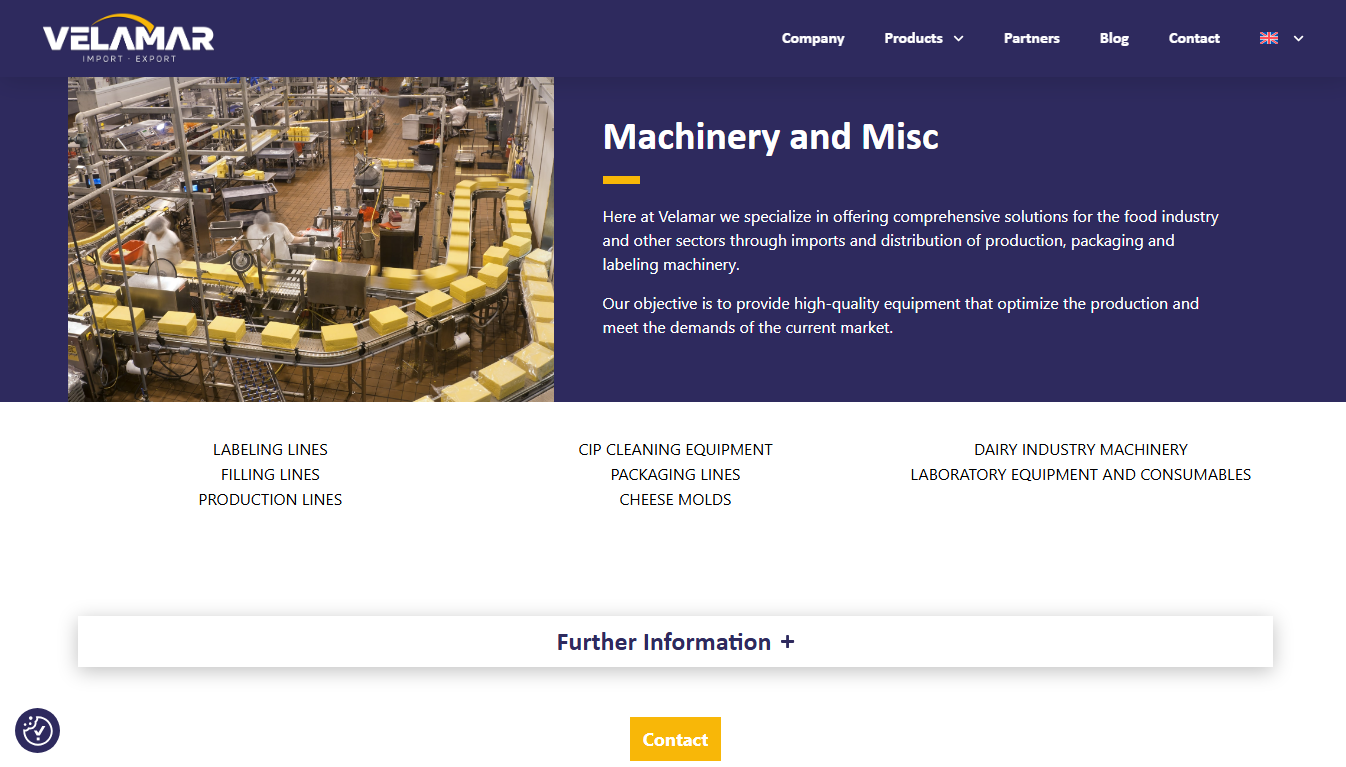 VELAMAR
IMPORT · EXPORT
Company
Products
Partners
Blog
Contact
Machinery and Misc
Here at Velamar we specialize in offering comprehensive solutions for the food industry
and other sectors through imports and distribution of production, packaging and
labeling machinery.
Our objective is to provide high-quality equipment that optimize the production and
meet the demands of the current market.
LABELING LINES
FILLING LINES
PRODUCTION LINES
CIP CLEANING EQUIPMENT
PACKAGING LINES
CHEESE MOLDS
DAIRY INDUSTRY MACHINERY
LABORATORY EQUIPMENT AND CONSUMABLES
Further Information +
Contact